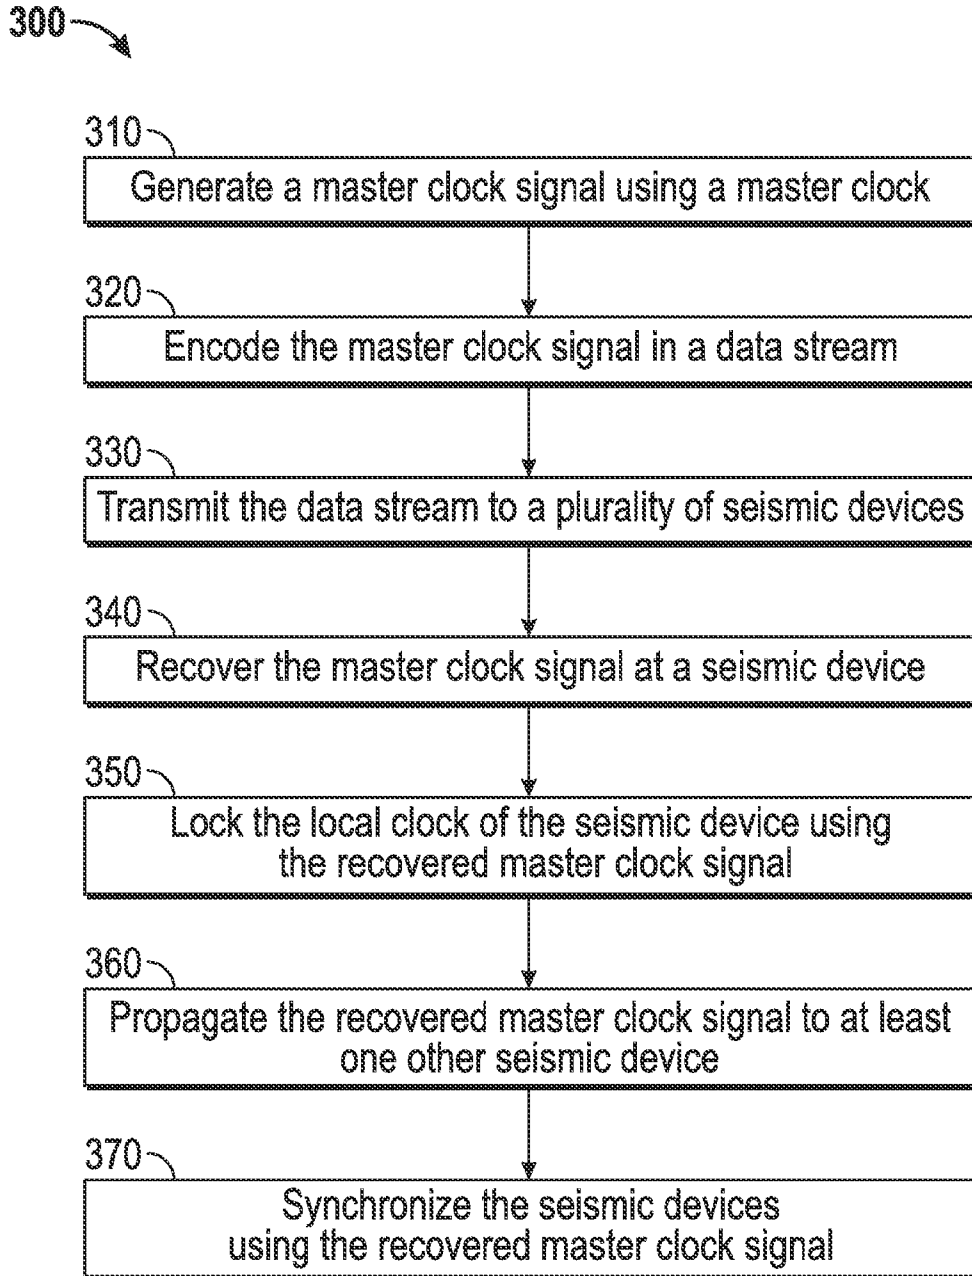 300
310
Generate a master clock signal using a master clock
320
Encode the master clock signal in a data stream
330
Transmit the data stream to a plurality of seismic devices
340
Recover the master clock signal at a seismic device
350
Lock the local clock of the seismic device using
the recovered master clock signal
360
Propagate the recovered master clock signal to at least
one other seismic device
370
Synchronize the seismic devices
using the recovered master clock signal